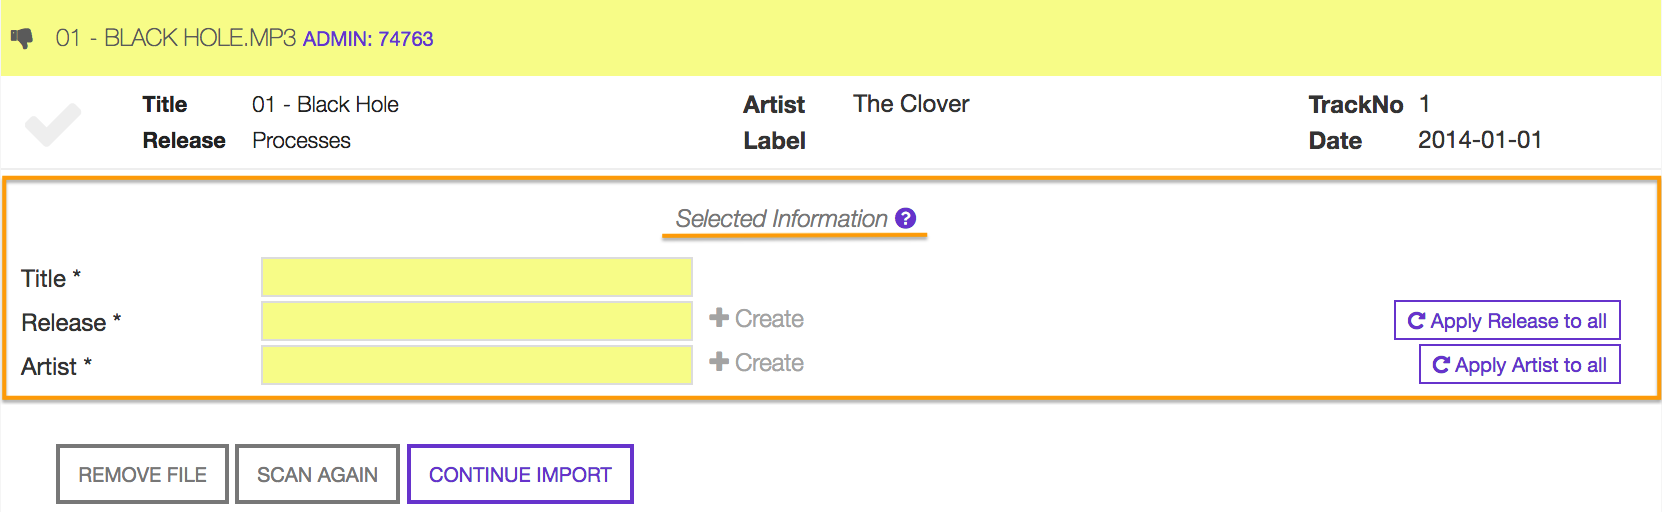 01 - BLACK HOLE.MP3 ADMIN: 74763
Title 01 - Black Hole Artist The Clover TrackNo 1
Release Processes Label Date 2014-01-01
Selected Information ?
Title *
Release * Create Apply Release to all
Artist * Create Apply Artist to all
REMOVE FILE SCAN AGAIN CONTINUE IMPORT